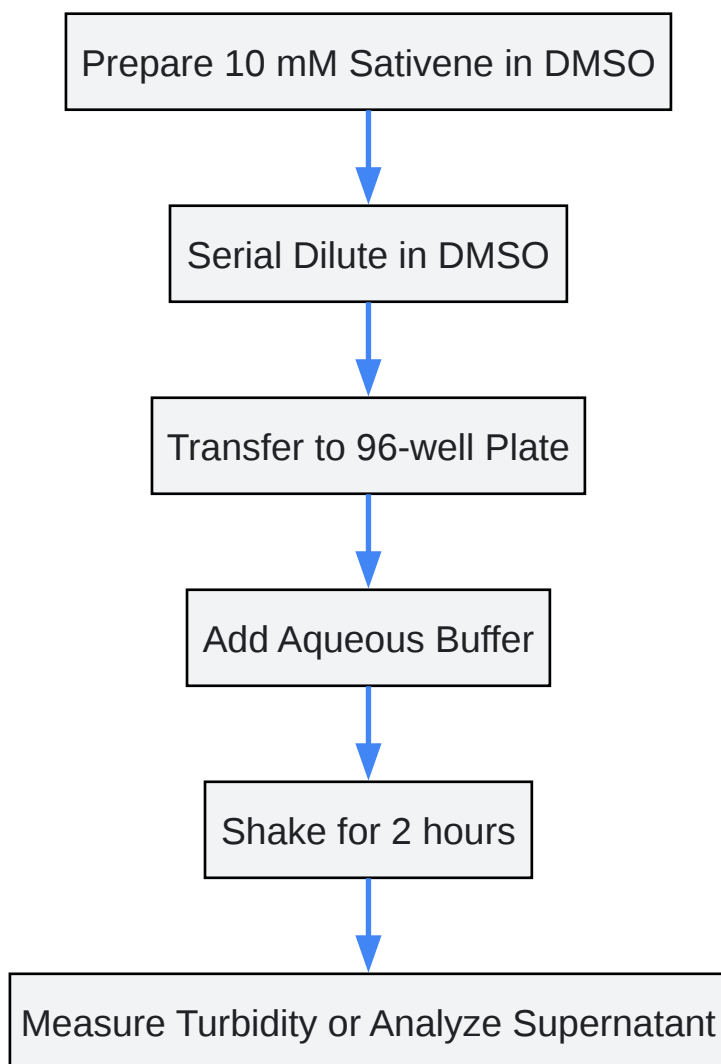 Prepare 10 mM Sativene in DMSO
Serial Dilute in DMSO
Transfer to 96-well Plate
Add Aqueous Buffer
Shake for 2 hours
Measure Turbidity or Analyze Supernatant